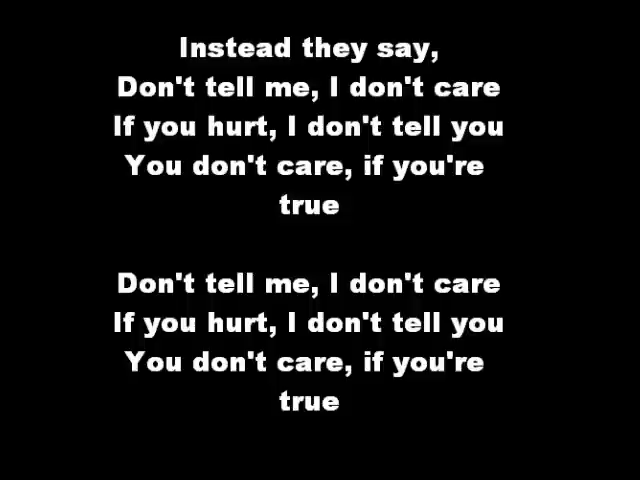 Instead they say,
Don't tell me, I don't care
If you hurt, I don't tell you
You don't care, if you're
true
Don't tell me, I don't care
If you hurt, I don't tell you
You don't care, if you're
true